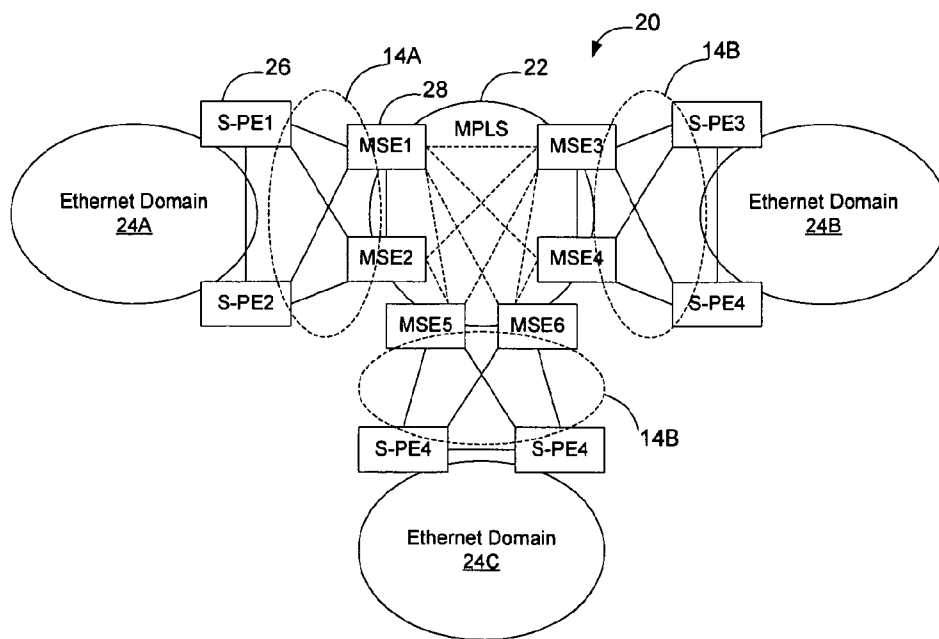 20
14A
22
14B
26
28
S-PE1
MPLS
S-PE3
MSE1
MSE3
Ethernet Domain
24A
Ethernet Domain
24B
MSE2
MSE4
S-PE2
S-PE4
MSE5
MSE6
14B
S-PE4
S-PE4
Ethernet Domain
24C